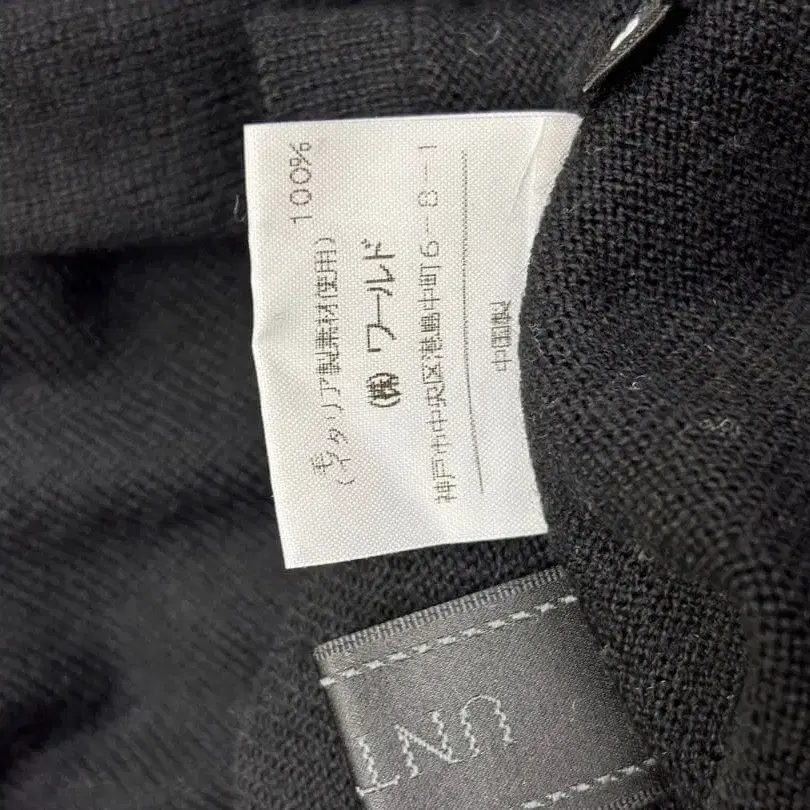 毛 100%
(イタリア製素材使用)
(株) ワールド
神戸市中央区港島中町6-8-1
中国製
UNT